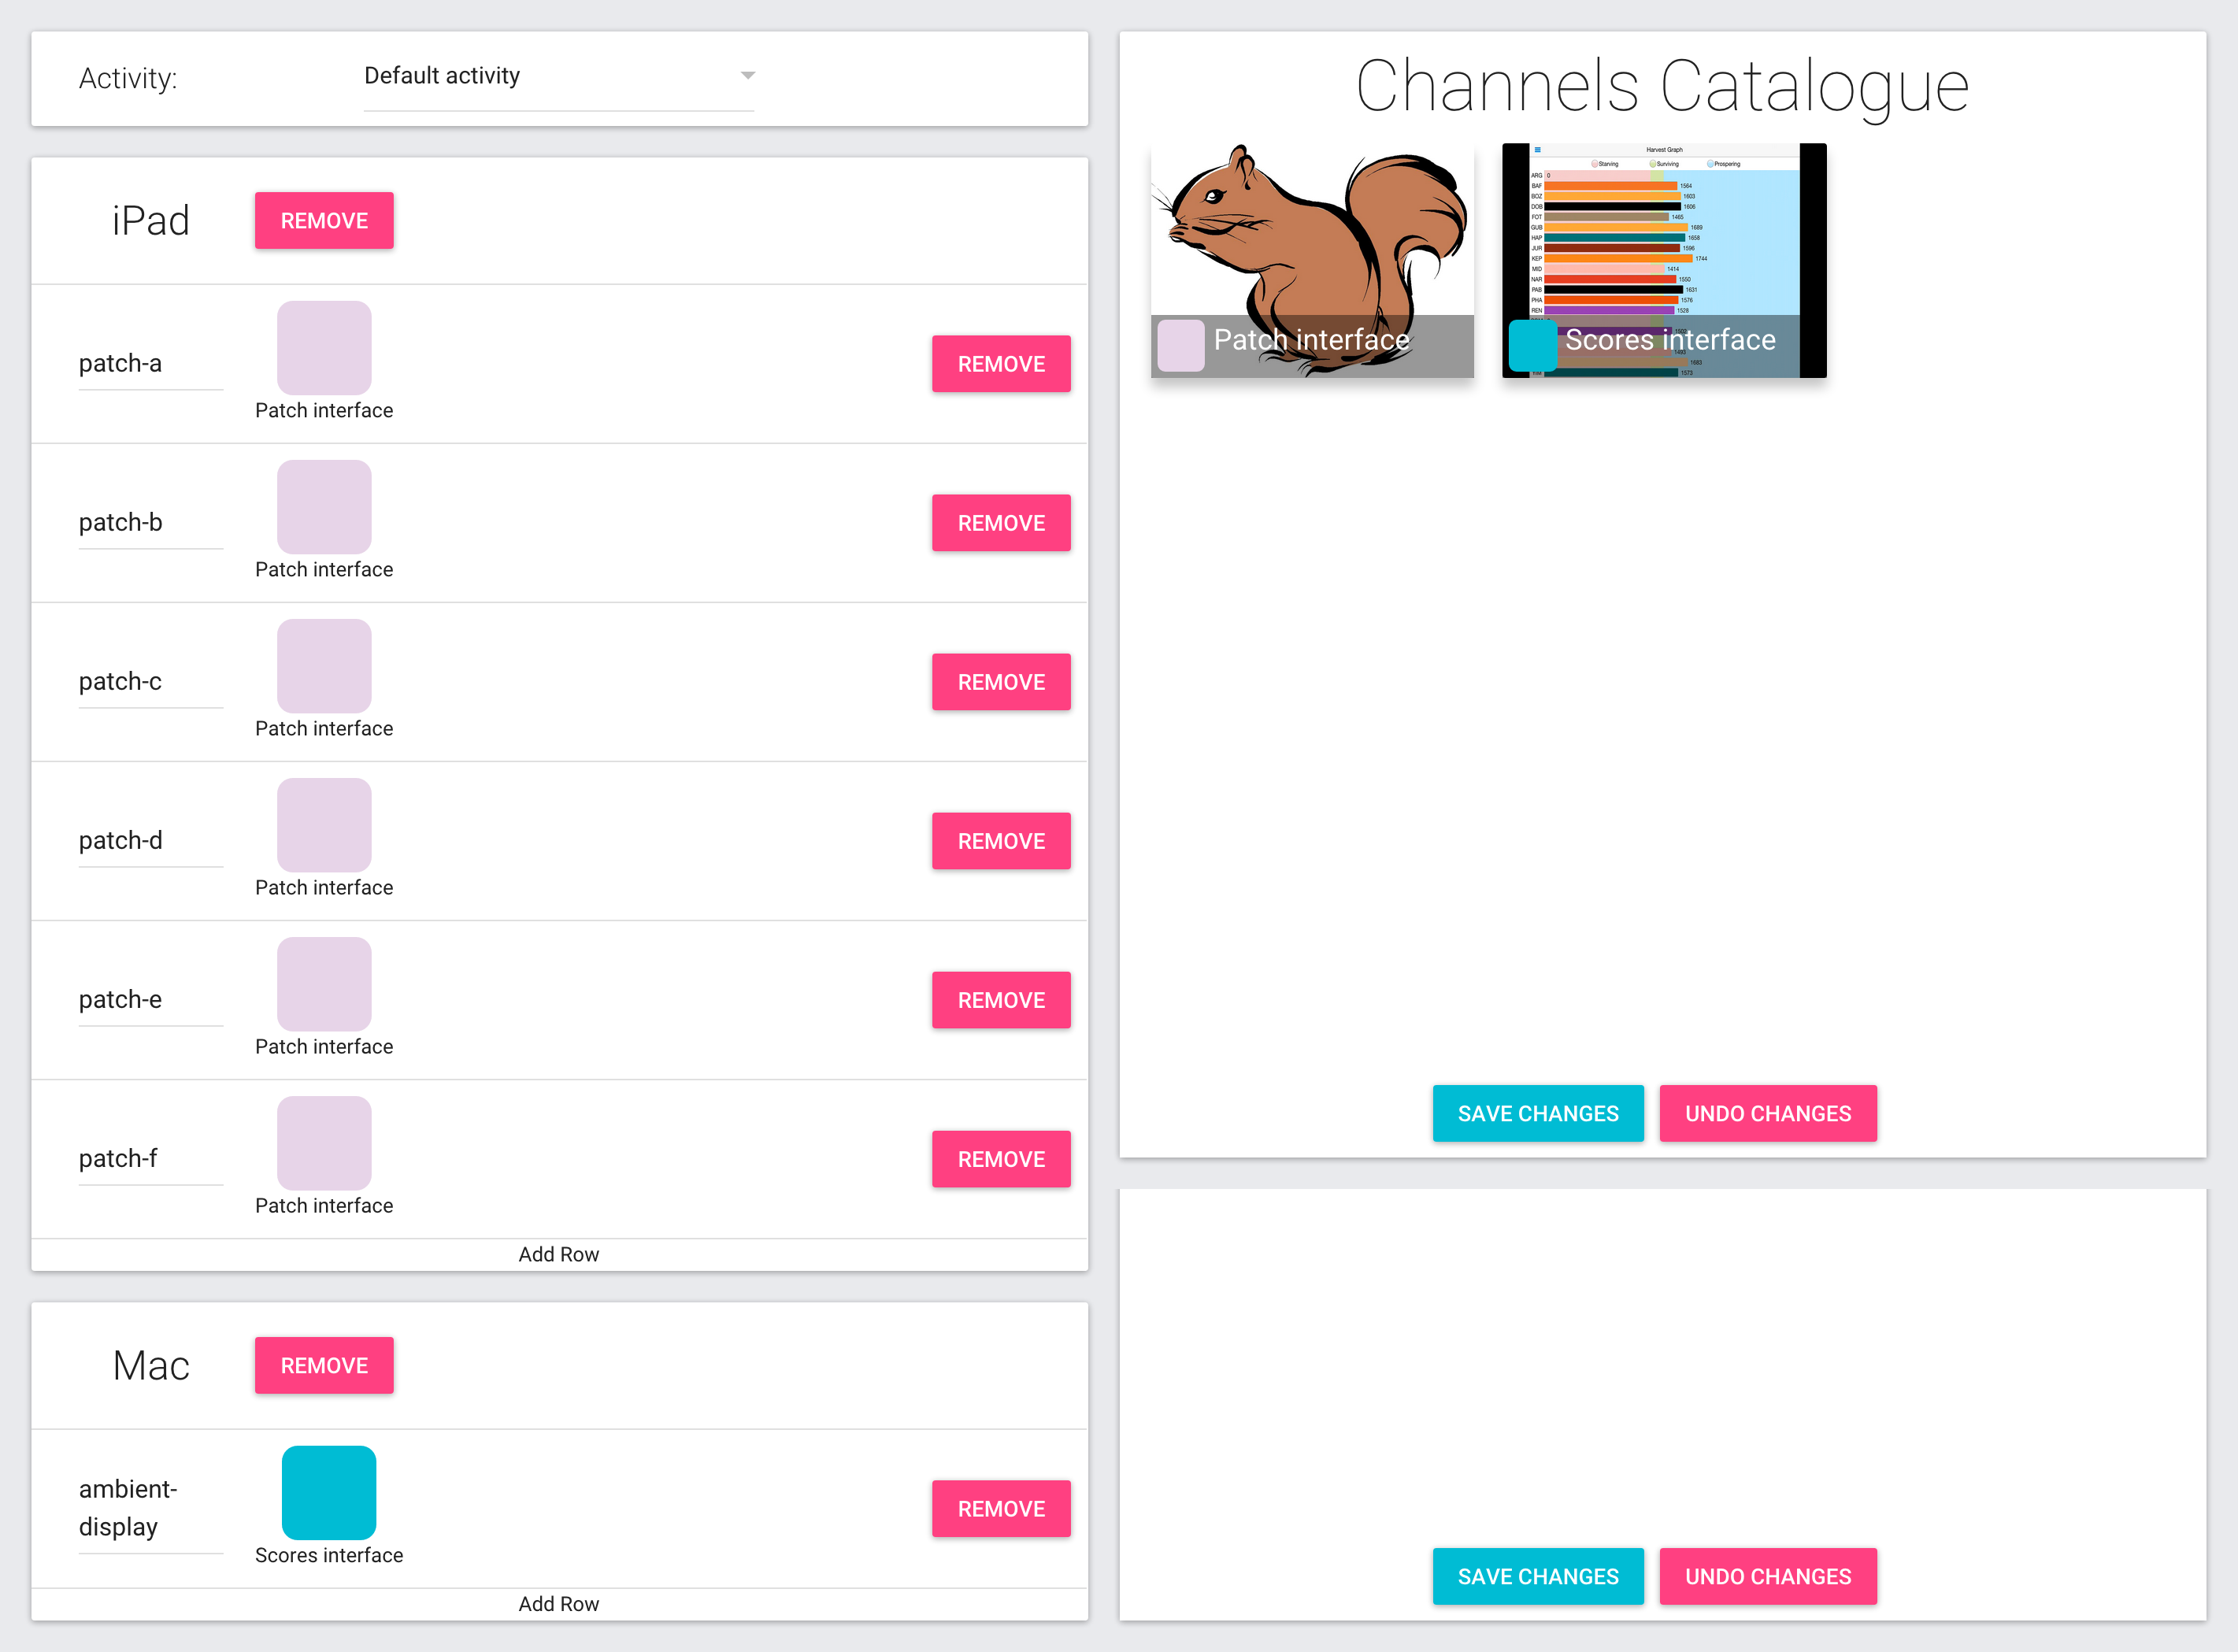 Activity:
Default activity
iPad
REMOVE
patch-a
Patch interface
REMOVE
patch-b
Patch interface
REMOVE
patch-c
Patch interface
REMOVE
patch-d
Patch interface
REMOVE
patch-e
Patch interface
REMOVE
patch-f
Patch interface
REMOVE
Add Row
Mac
REMOVE
ambient-
display
Scores interface
REMOVE
Add Row
Channels Catalogue
Patch interface
Harvest Graph
Starving
Surviving
Prospering
ARG 0
BAF 1564
BOZ 1603
DOB 1606
FOT 1465
GUB 1689
HAP 1658
JUR 1596
KEP 1744
MID 1414
NAR 1550
PAB 1631
PHA 1576
REN 1528
Scores interface
1493
1683
1573
SAVE CHANGES
UNDO CHANGES
SAVE CHANGES
UNDO CHANGES